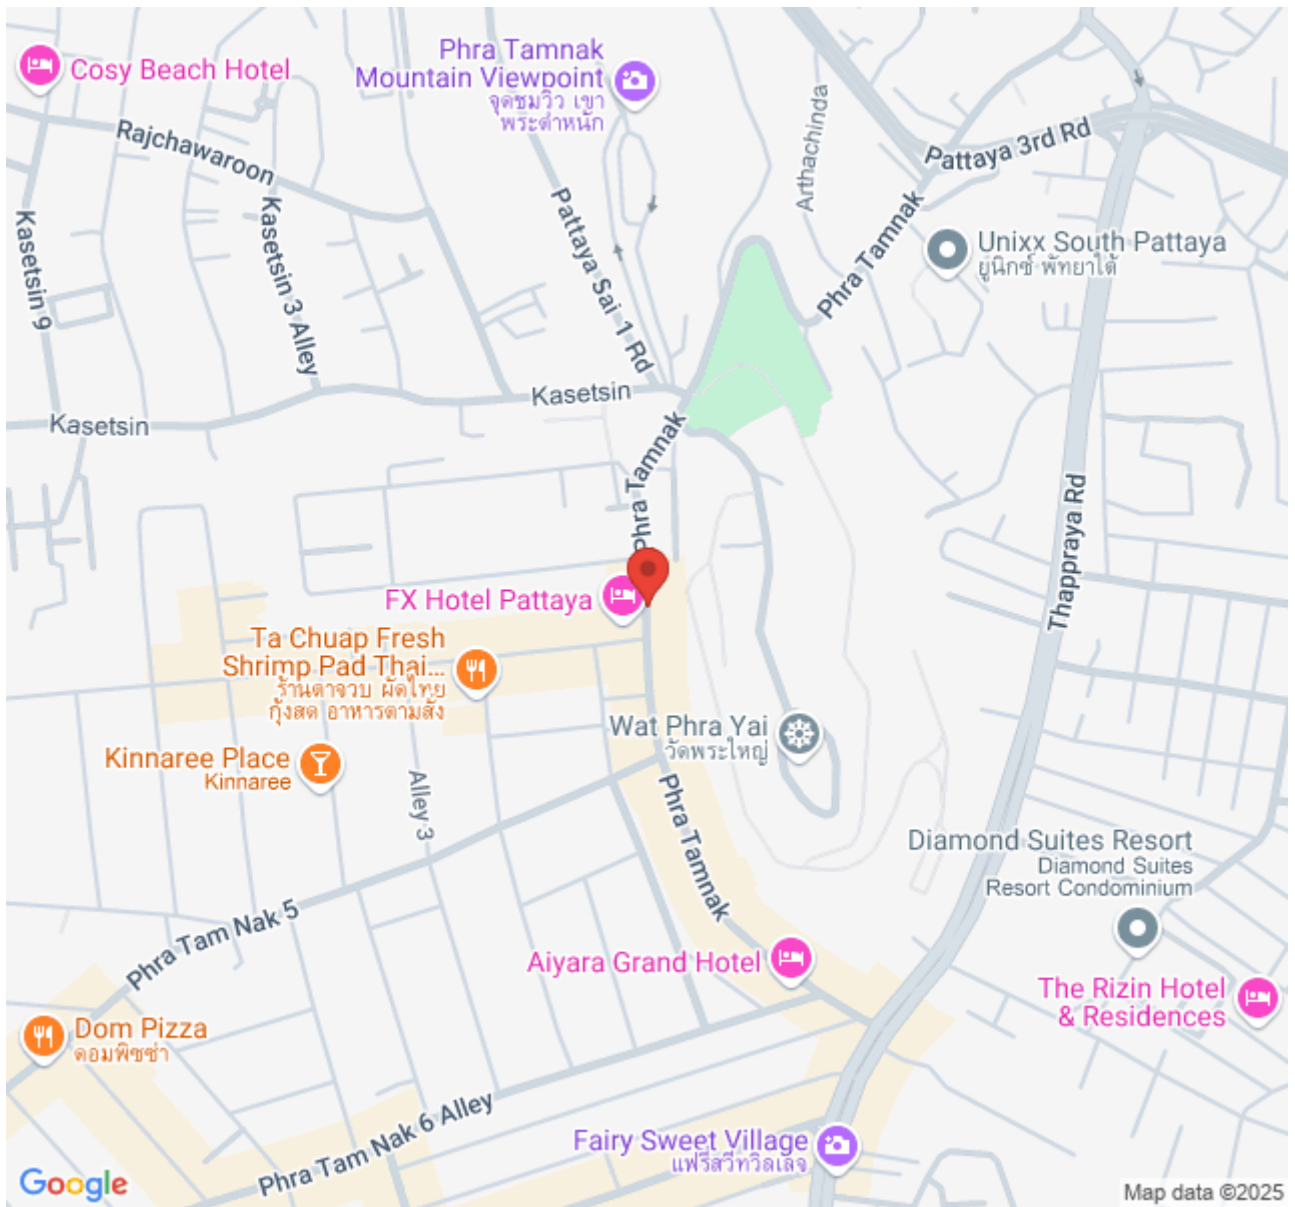 Phra Tamnak
Mountain Viewpoint
จุดชมวิว เขา
พระตำหนัก
Cosy Beach Hotel
Rajchawaroon
Arthachinda
Pattaya 3rd Rd
Kasetsin 9
Kasetsin 3 Alley
Pattaya Sai 1 Rd
Phra Tamnak
Unixx South Pattaya
ยูนิกซ์ พัทยาใต้
Kasetsin
Kasetsin
Phra Tamnak
Thappraya Rd
FX Hotel Pattaya
Ta Chuap Fresh
Shrimp Pad Thai...
ร้านตาจวบ ผัดไทย
กุ้งสด อาหารตามสั่ง
Wat Phra Yai
วัดพระใหญ่
Kinnaree Place
Kinnaree
Alley 3
Phra Tamnak
Diamond Suites Resort
Diamond Suites
Resort Condominium
Phra Tam Nak 5
Aiyara Grand Hotel
The Rizin Hotel
& Residences
Dom Pizza
ดอมพิซซ่า
Phra Tam Nak 6 Alley
Fairy Sweet Village
แฟรี่สวีทวิลเลจ
Google
Map data ©2025